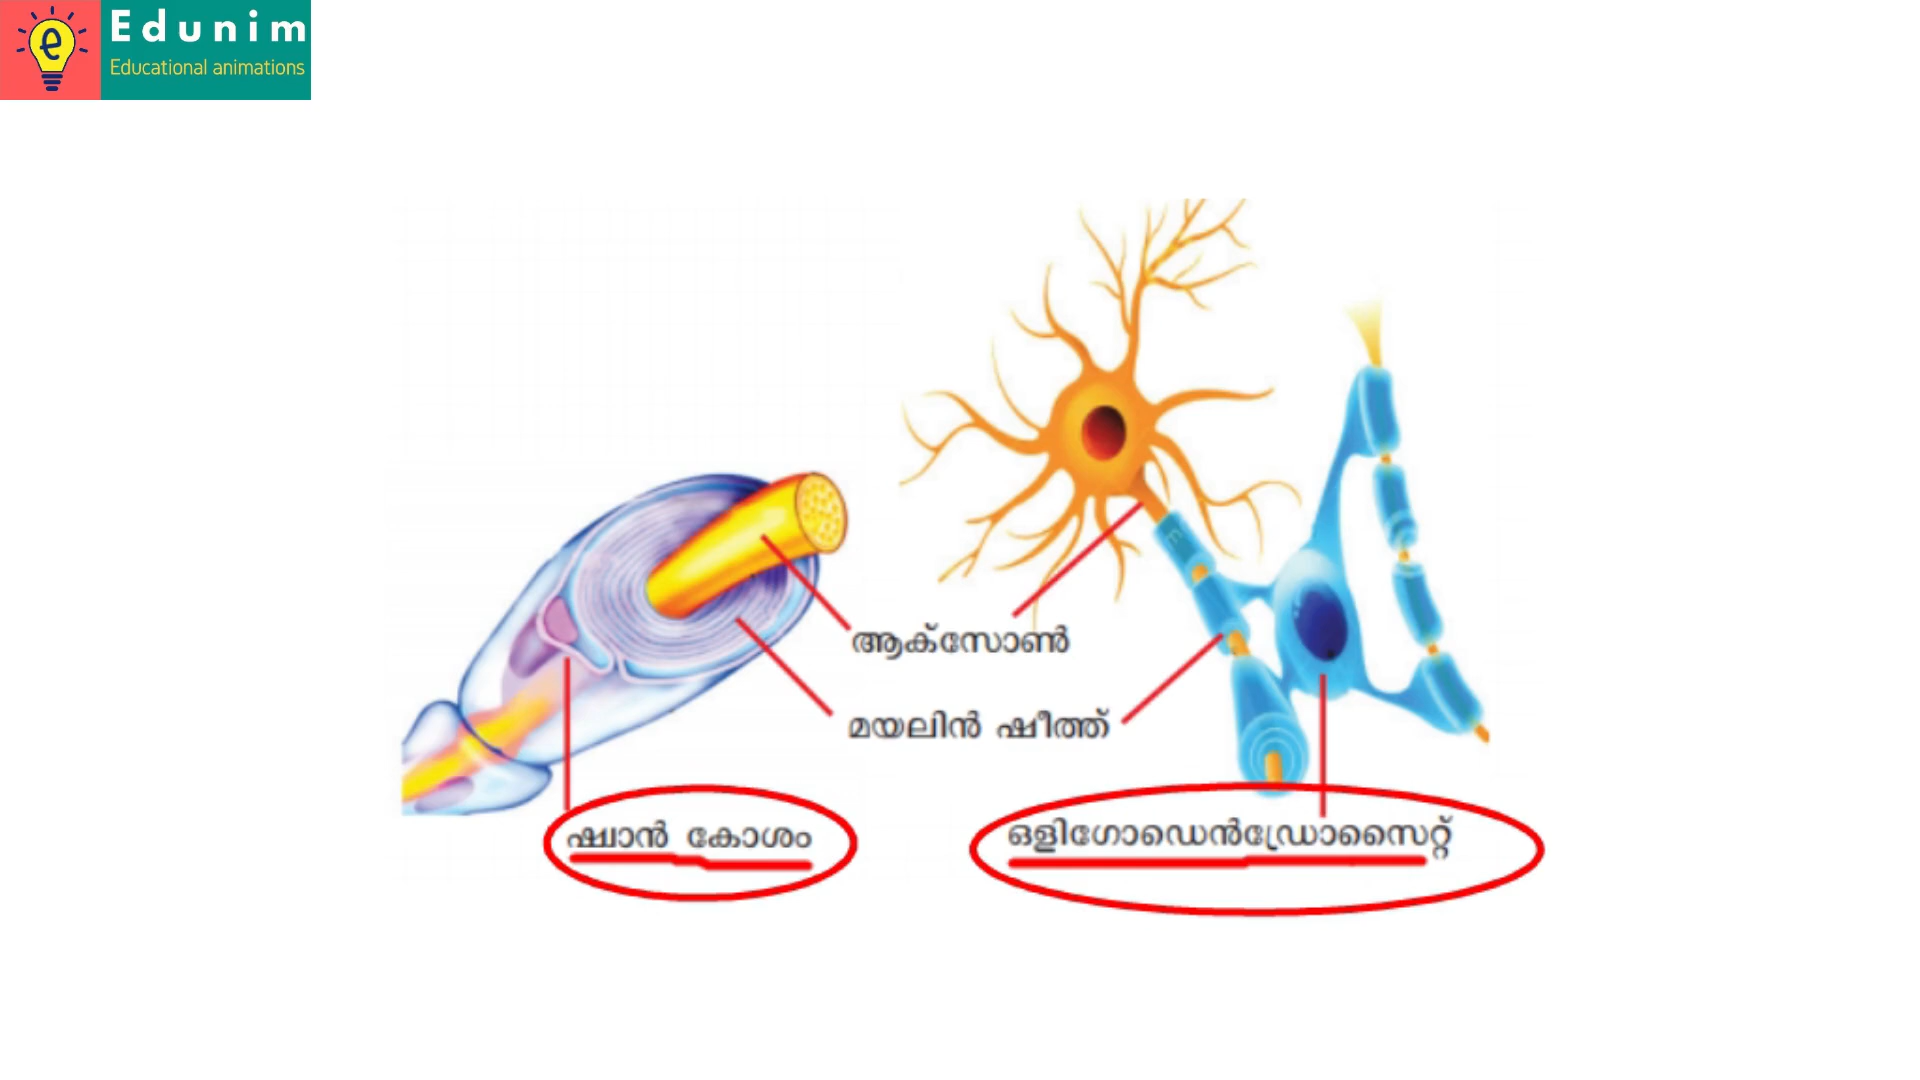 Edunim
Educational animations
ആക്സോൺ
മയലിൻ ഷീത്ത്
ഷ്വാൻ കോശം
ഒളിഗോഡെൻഡ്രോസൈറ്റ്